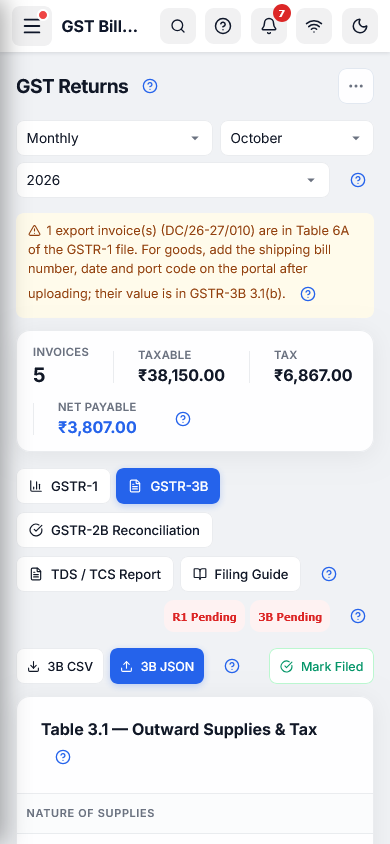 GST Bill...
7
GST Returns
Monthly
October
2026
1 export invoice(s) (DC/26-27/010) are in Table 6A
of the GSTR-1 file. For goods, add the shipping bill
number, date and port code on the portal after
uploading; their value is in GSTR-3B 3.1(b).
INVOICES
5
TAXABLE
₹38,150.00
TAX
₹6,867.00
NET PAYABLE
₹3,807.00
GSTR-1
GSTR-3B
GSTR-2B Reconciliation
TDS / TCS Report
Filing Guide
R1 Pending
3B Pending
3B CSV
3B JSON
Mark Filed
Table 3.1 — Outward Supplies & Tax
NATURE OF SUPPLIES